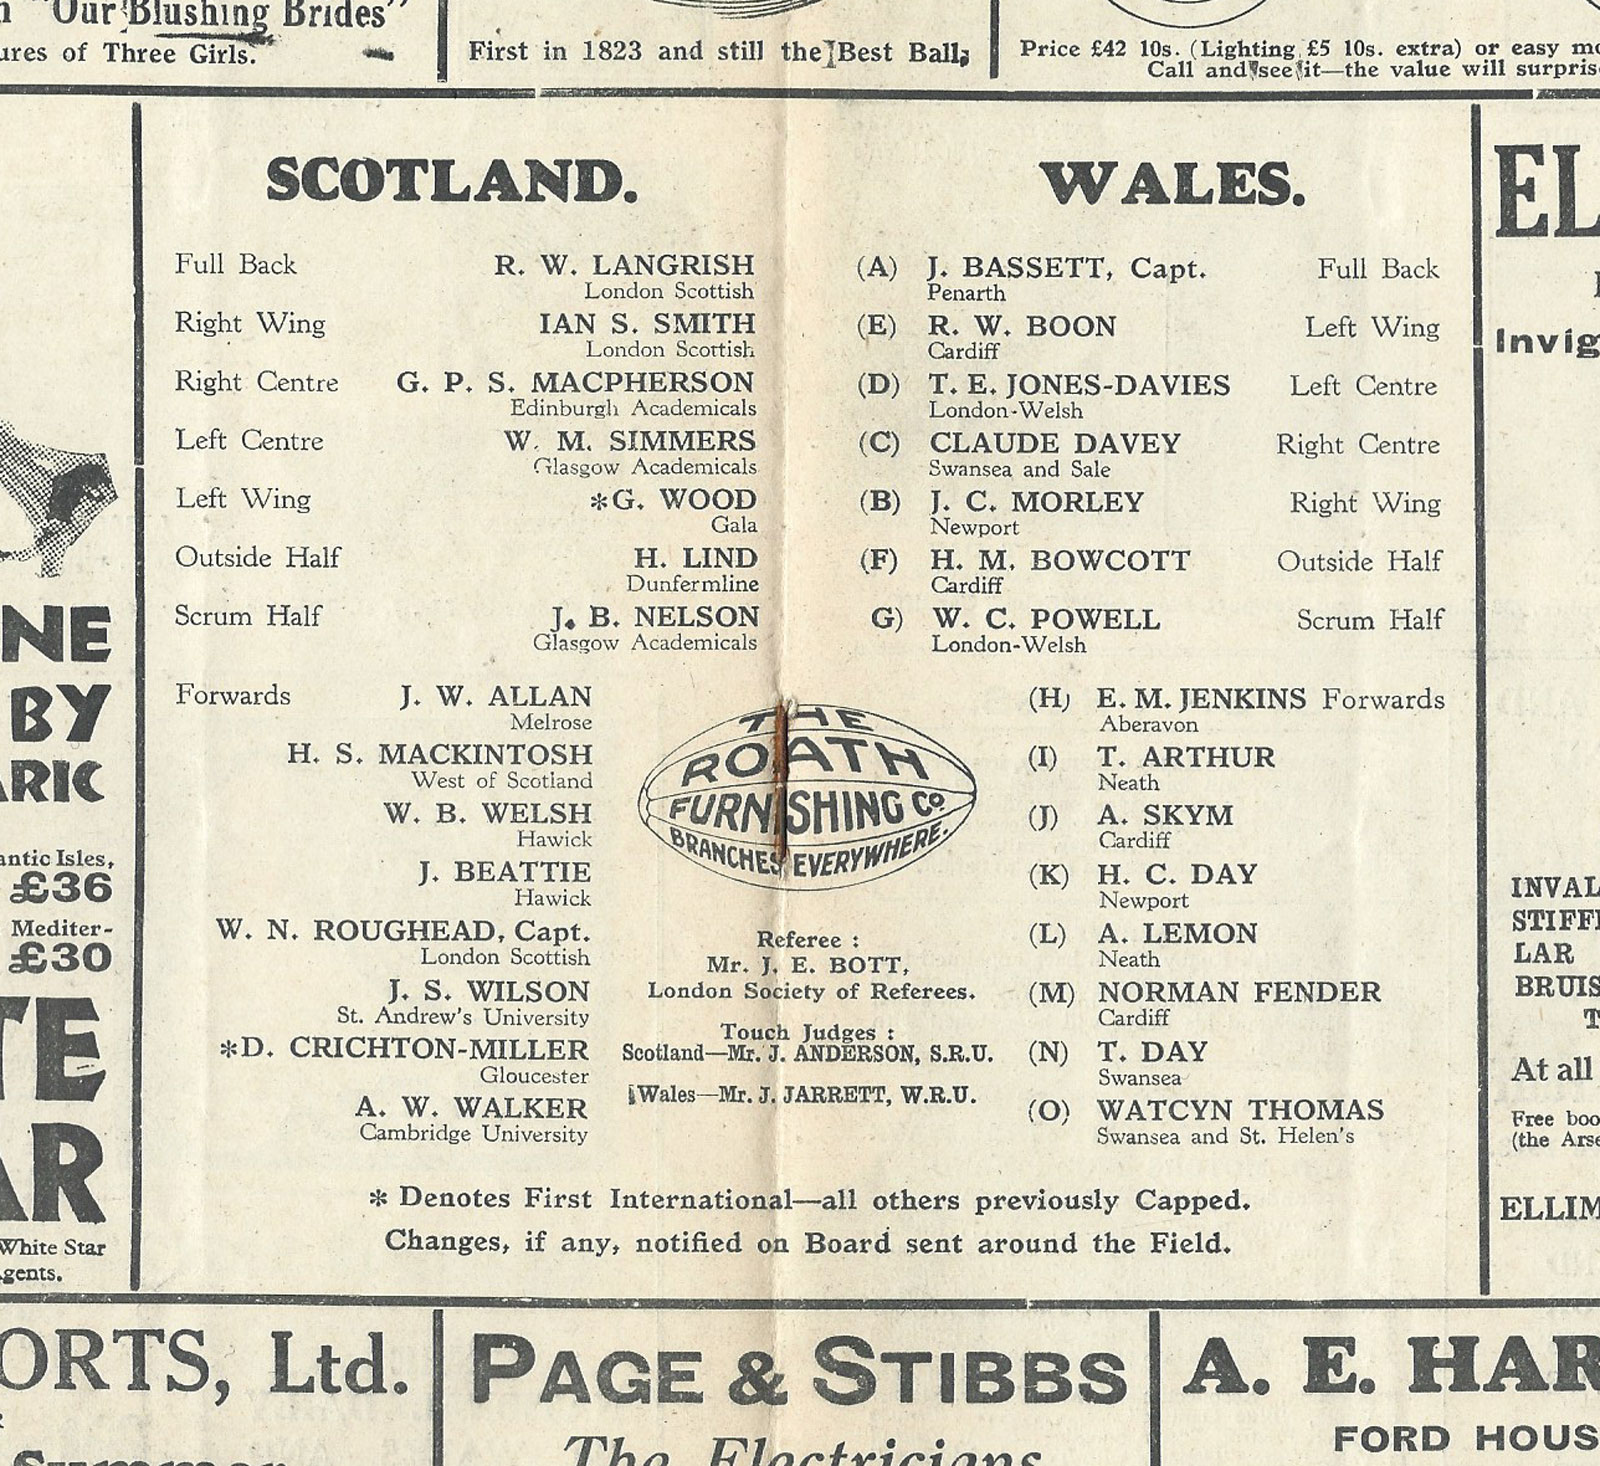 "Our Blushing Brides"
ures of Three Girls.
First in 1823 and still the Best Ball,
Price £42 10s. (Lighting £5 10s. extra) or easy
Call and see it—the value will
SCOTLAND.
Full Back R. W. LANGRISH
London Scottish
Right Wing IAN S. SMITH
London Scottish
Right Centre G. P. S. MACPHERSON
Edinburgh Academicals
Left Centre W. M. SIMMERS
Glasgow Academicals
Left Wing *G. WOOD
Gala
Outside Half H. LIND
Dunfermline
Scrum Half J. B. NELSON
Glasgow Academicals
Forwards J. W. ALLAN
Melrose
H. S. MACKINTOSH
West of Scotland
W. B. WELSH
Hawick
J. BEATTIE
Hawick
W. N. ROUGHEAD, Capt.
London Scottish
J. S. WILSON
St. Andrew's University
*D. CRICHTON-MILLER
Gloucester
A. W. WALKER
Cambridge University
THE
ROATH
FURNISHING Co.
BRANCHES EVERYWHERE.
Referee :
Mr. J. E. BOTT,
London Society of Referees.
Touch Judges :
Scotland—Mr. J. ANDERSON, S.R.U.
Wales—Mr. J. JARRETT, W.R.U.
WALES.
(A) J. BASSETT, Capt. Full Back
Penarth
(E) R. W. BOON Left Wing
Cardiff
(D) T. E. JONES-DAVIES Left Centre
London-Welsh
(C) CLAUDE DAVEY Right Centre
Swansea and Sale
(B) J. C. MORLEY Right Wing
Newport
(F) H. M. BOWCOTT Outside Half
Cardiff
G) W. C. POWELL Scrum Half
London-Welsh
(H) E. M. JENKINS Forwards
Aberavon
(I) T. ARTHUR
Neath
(J) A. SKYM
Cardiff
(K) H. C. DAY
Newport
(L) A. LEMON
Neath
(M) NORMAN FENDER
Cardiff
(N) T. DAY
Swansea
(O) WATCYN THOMAS
Swansea and St. Helen's
* Denotes First International—all others previously Capped.
Changes, if any, notified on Board sent around the Field.
NE
BY
ARIC
antic Isles,
£36
Mediter-
£30
TE
AR
White Star
gents.
EL
Invig
INVAL
STIFF
LAR
BRUIS
T
At all
Free boo
(the Arse
ELLIM
ORTS, Ltd.
Summer
PAGE & STIBBS
The Electricians
A. E. HAR
FORD HOUS